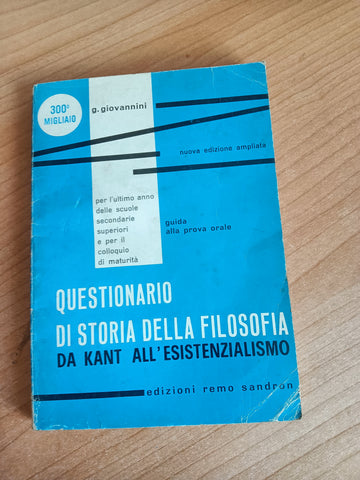 300°
MIGLIAIO
g. giovannini
nuova edizione ampliata
per l'ultimo anno
delle scuole
secondarie
superiori
e per il
colloquio
di maturità
guida
alla prova orale
QUESTIONARIO
DI STORIA DELLA FILOSOFIA
DA KANT ALL'ESISTENZIALISMO
edizioni remo sandron